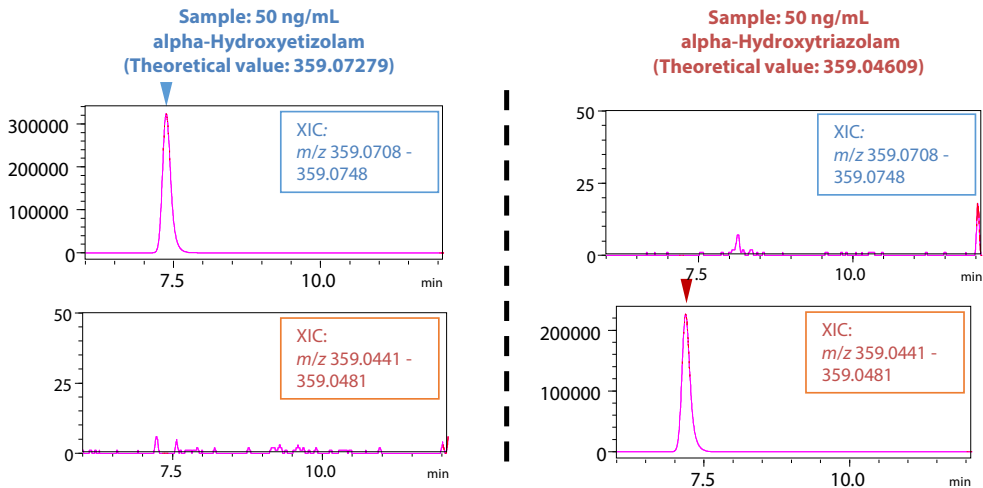 Sample: 50 ng/mL
alpha-Hydroxyetizolam
(Theoretical value: 359.07279)
300000
200000
100000
0
XIC:
m/z 359.0708 -
359.0748
7.5
10.0
min
50
25
0
XIC:
m/z 359.0441 -
359.0481
7.5
10.0
min
Sample: 50 ng/mL
alpha-Hydroxytriazolam
(Theoretical value: 359.04609)
50
25
0
XIC:
m/z 359.0708 -
359.0748
7.5
10.0
min
200000
100000
0
XIC:
m/z 359.0441 -
359.0481
7.5
10.0
min